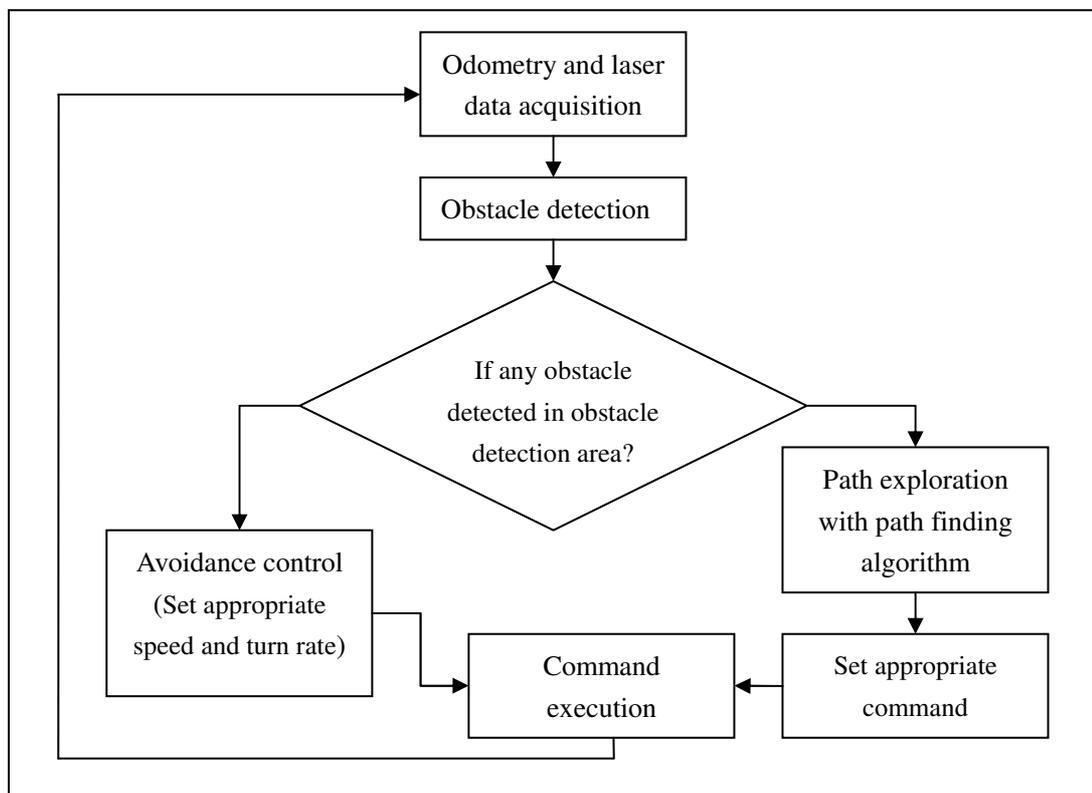 Odometry and laser
data acquisition
Obstacle detection
If any obstacle
detected in obstacle
detection area?
Path exploration
with path finding
algorithm
Avoidance control
(Set appropriate
speed and turn rate)
Command
execution
Set appropriate
command